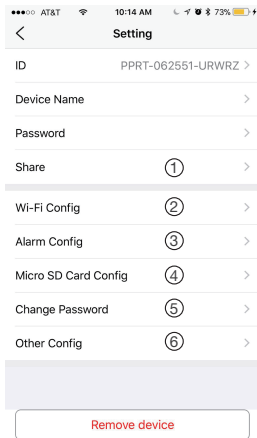 AT&T 10:14 AM 73%
Setting
ID PPRT-062551-URWRZ
Device Name
Password
Share 1
Wi-Fi Config 2
Alarm Config 3
Micro SD Card Config 4
Change Password 5
Other Config 6
Remove device